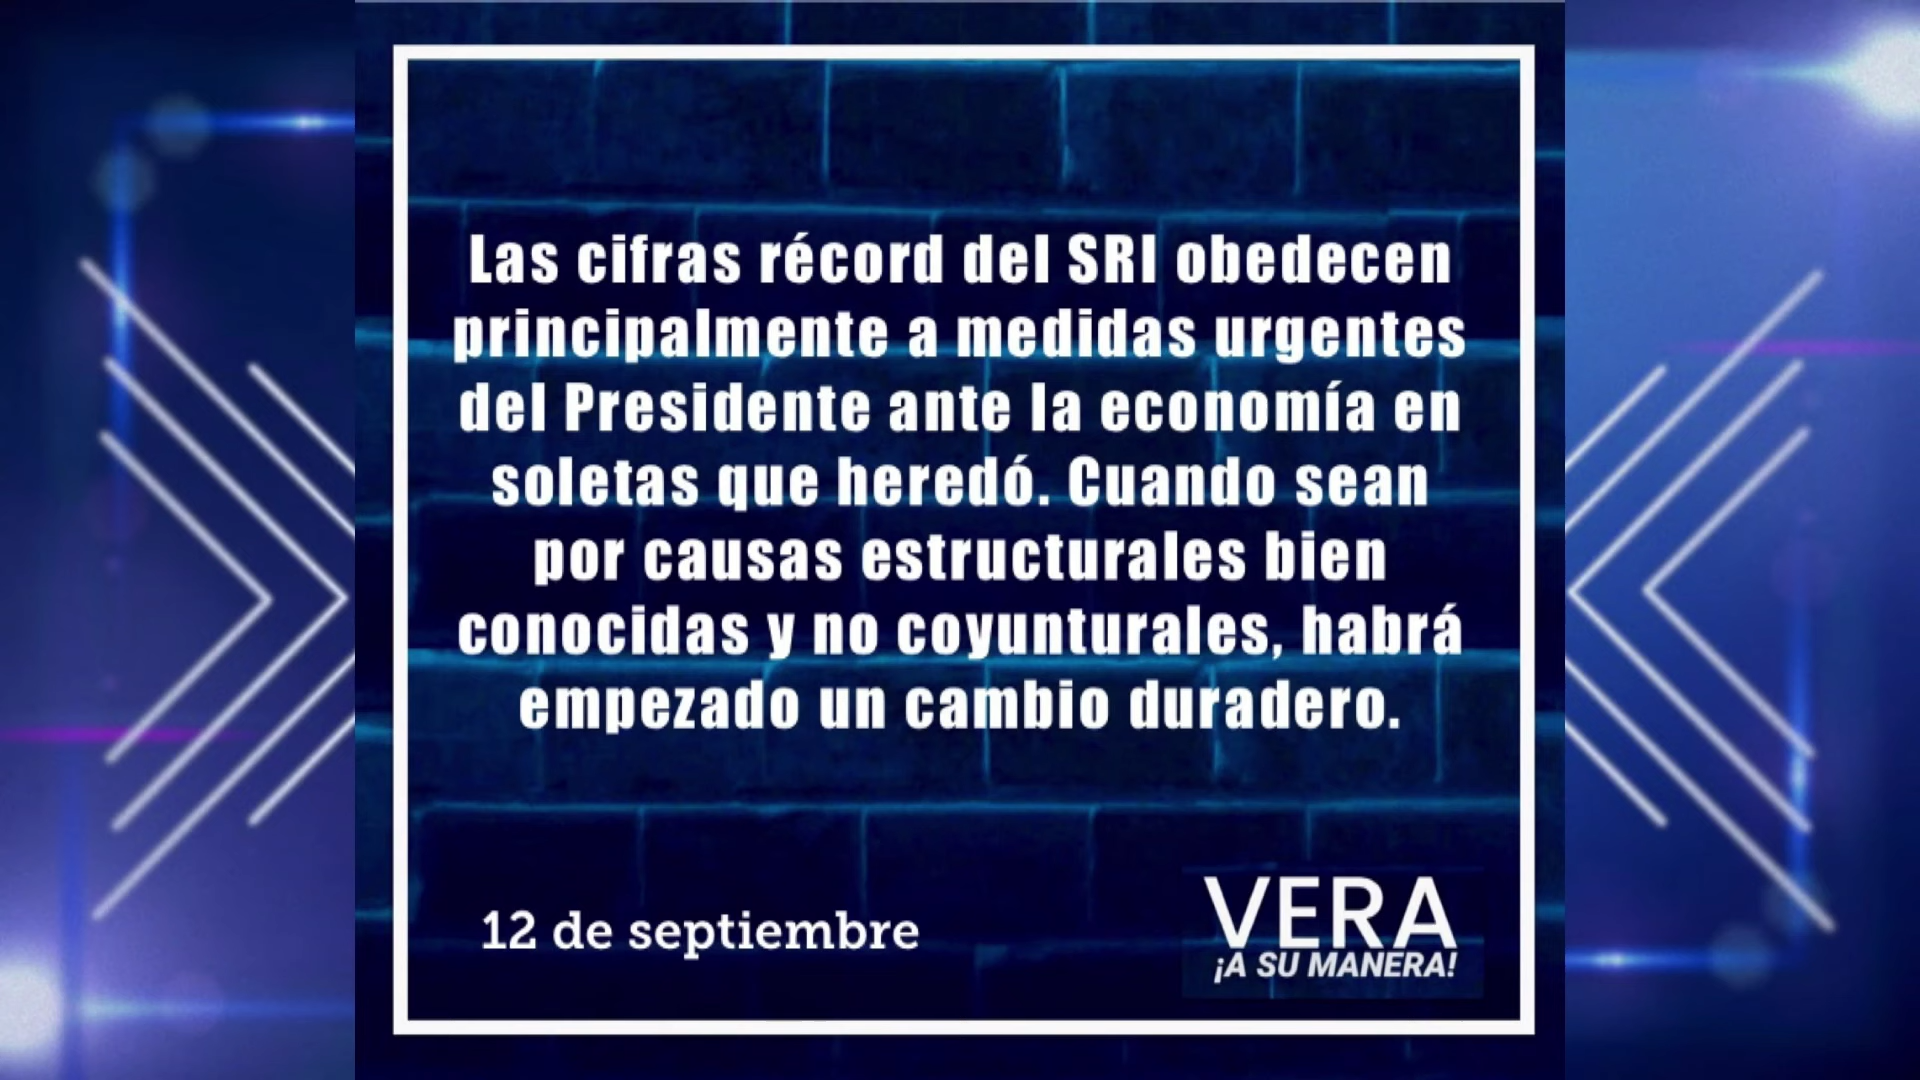 Las cifras récord del SRI obedecen
principalmente a medidas urgentes
del Presidente ante la economía en
soletas que heredó. Cuando sean
por causas estructurales bien
conocidas y no coyunturales, habrá
empezado un cambio duradero.
12 de septiembre
VERA
¡A SU MANERA!